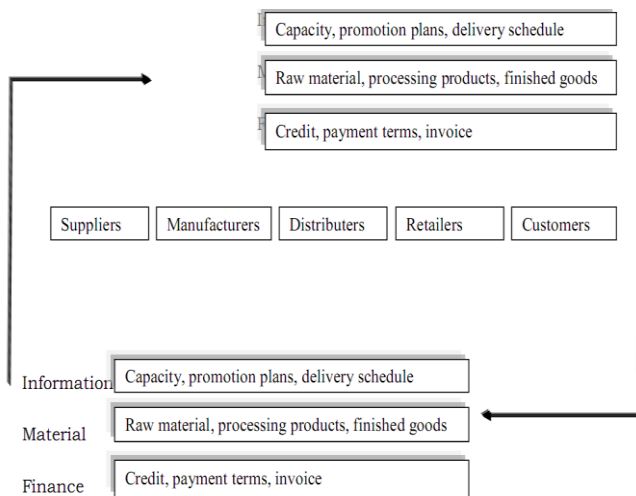 Capacity, promotion plans, delivery schedule
Raw material, processing products, finished goods
Credit, payment terms, invoice
Suppliers Manufacturers Distributers Retailers Customers
Information Capacity, promotion plans, delivery schedule
Material Raw material, processing products, finished goods
Finance Credit, payment terms, invoice